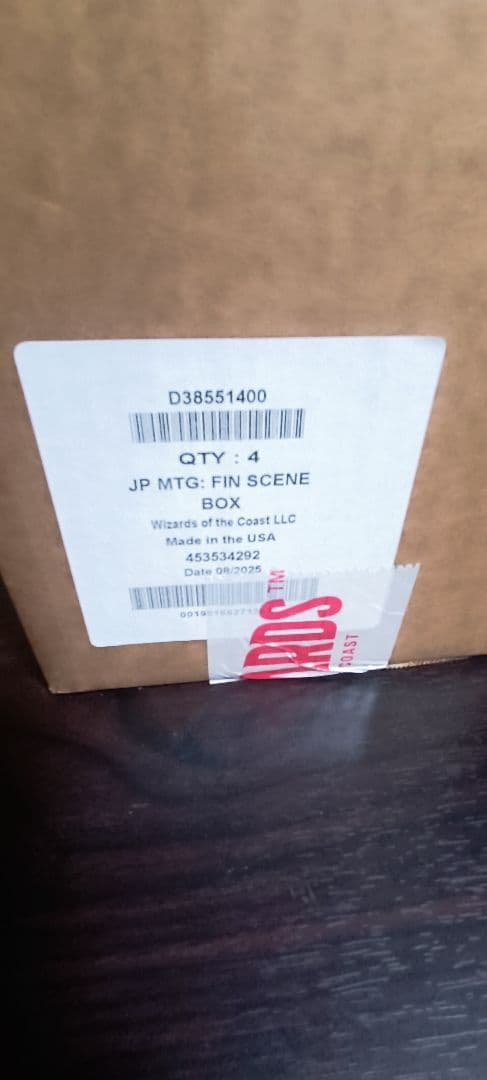 D38551400
QTY : 4
JP MTG: FIN SCENE
BOX
Wizards of the Coast LLC
Made in the USA
453534292
Date 08/2025
ARDS™
COAST